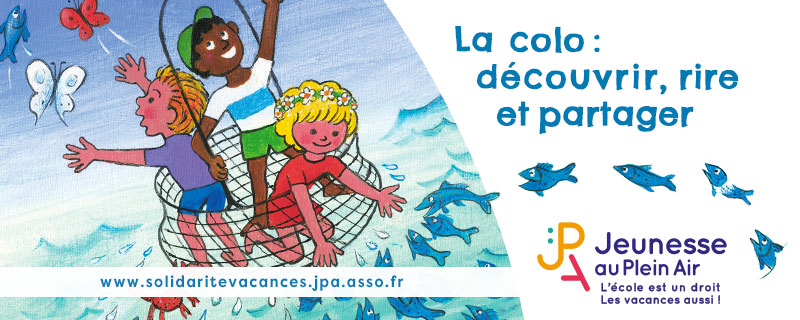 La colo :
découvrir, rire
et partager
JPA
Jeunesse
au Plein Air
L'école est un droit
Les vacances aussi !
www.solidaritevacances.jpa.asso.fr